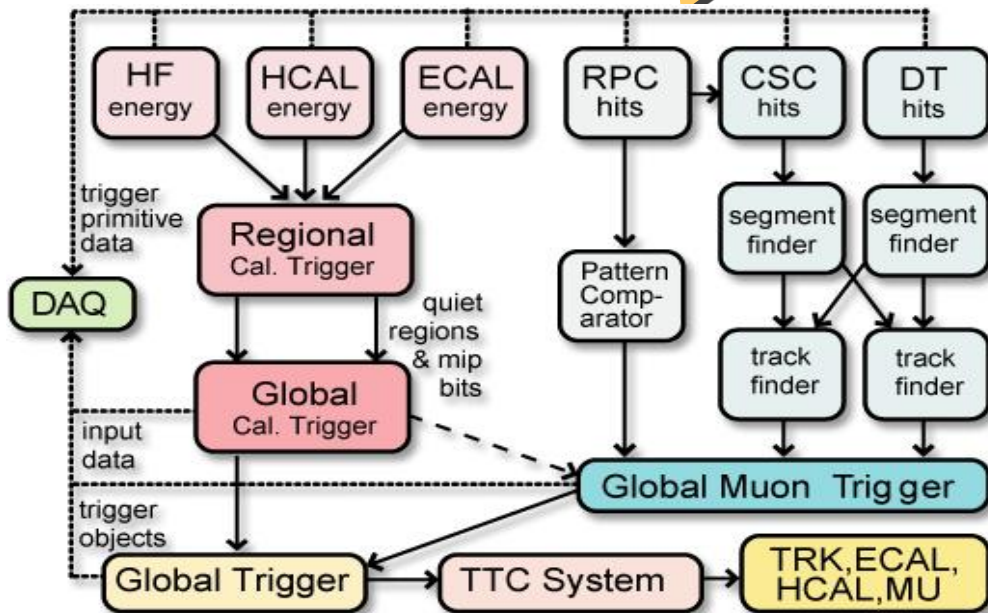 HF
energy
HCAL
energy
ECAL
energy
RPC
hits
CSC
hits
DT
hits
trigger
primitive
data
Regional
Cal. Trigger
segment
finder
segment
finder
DAQ
Pattern
Comp-
arator
quiet
regions
& mip
bits
Global
Cal. Trigger
track
finder
track
finder
input
data
Global Muon Trigger
trigger
objects
Global Trigger
TTC System
TRK,ECAL,
HCAL,MU